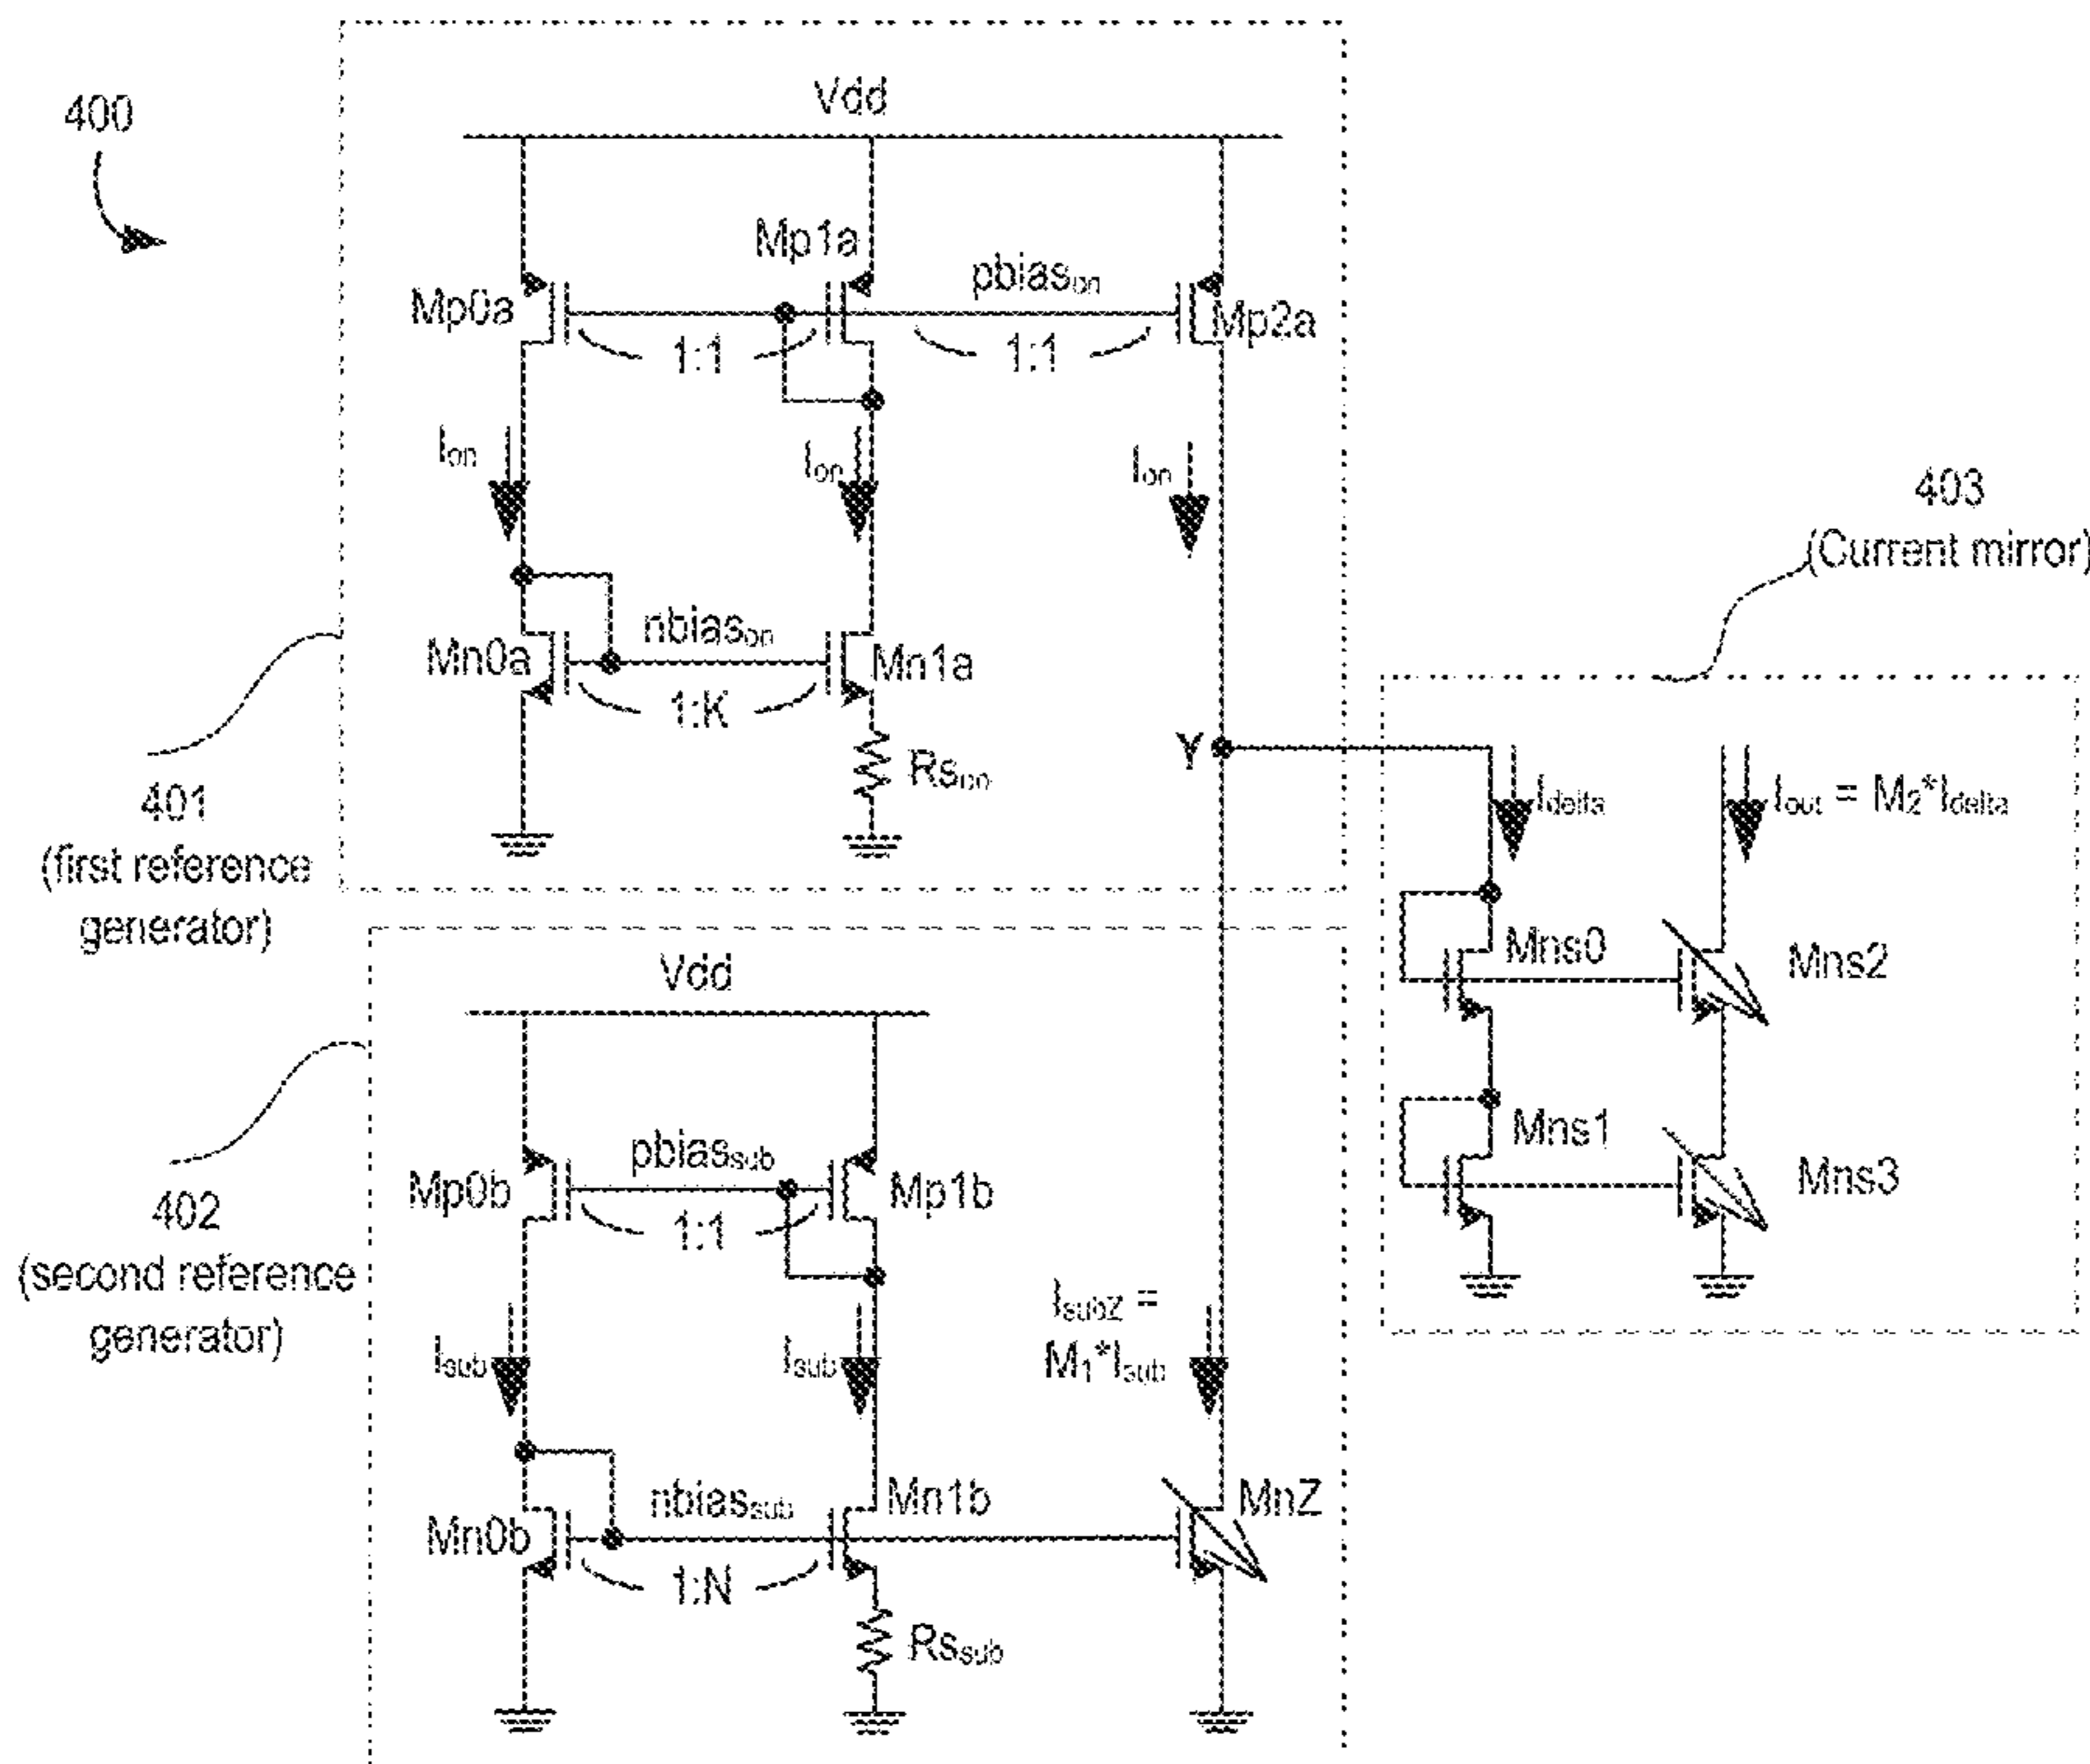 400
Vdd
Mp1a
pbias_on
Mp0a
Mp2a
1:1
1:1
I_on
I_on
I_on
403
(Current mirror)
nbias_on
Mn0a
Mn1a
1:K
Rs_on
Y
I_delta
I_out = M_2*I_delta
401
(first reference
generator)
Vdd
Mns0
Mns2
pbias_sub
Mp0b
Mp1b
1:1
Mns1
Mns3
402
(second reference
generator)
I_subZ =
M_1*I_sub
I_sub
I_sub
nbias_sub
Mn1b
MnZ
Mn0b
1:N
Rs_sub